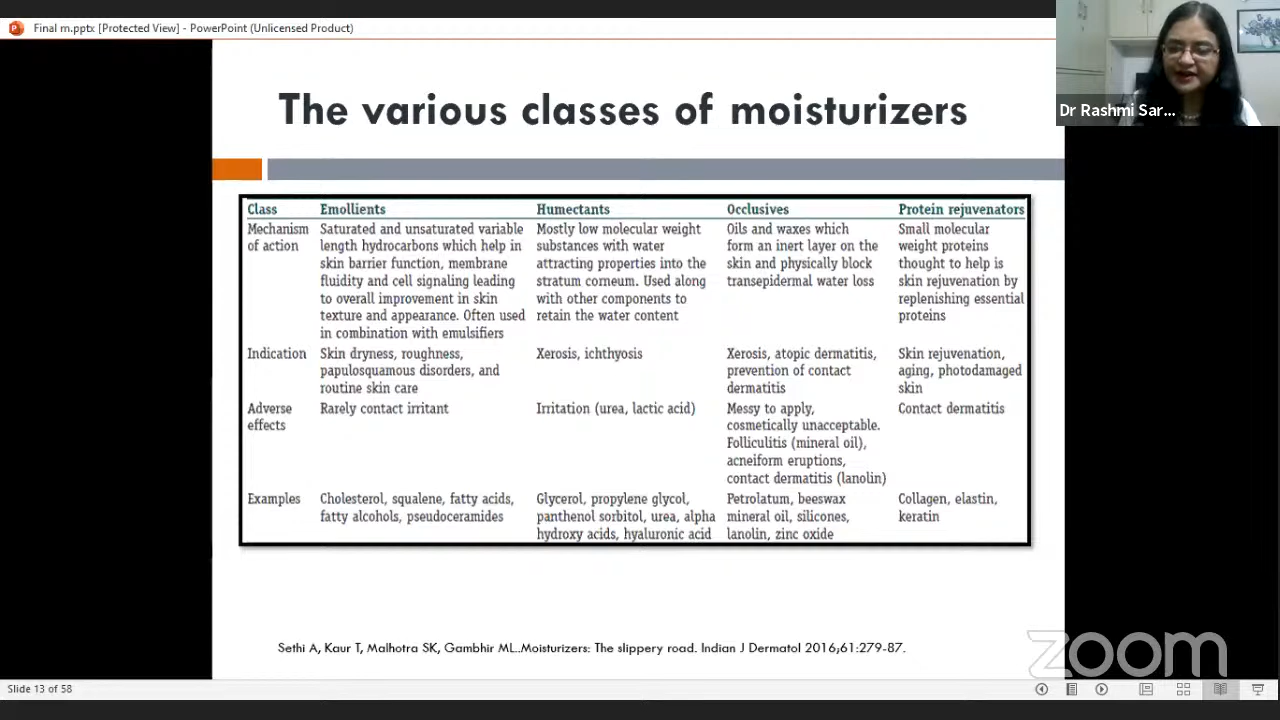 Final m.pptx [Protected View] - PowerPoint (Unlicensed Product)
Dr Rashmi Sar...
The various classes of moisturizers
Class Emollients Humectants Occlusives Protein rejuvenators
Mechanism of action
Saturated and unsaturated variable
length hydrocarbons which help in
skin barrier function, membrane
fluidity and cell signaling leading
to overall improvement in skin
texture and appearance. Often used
in combination with emulsifiers
Mostly low molecular weight
substances with water
attracting properties into the
stratum corneum. Used along
with other components to
retain the water content
Oils and waxes which
form an inert layer on the
skin and physically block
transepidermal water loss
Small molecular
weight proteins
thought to help is
skin rejuvenation by
replenishing essential
proteins
Indication
Skin dryness, roughness,
papulosquamous disorders, and
routine skin care
Xerosis, ichthyosis
Xerosis, atopic dermatitis,
prevention of contact
dermatitis
Skin rejuvenation,
aging, photodamaged
skin
Adverse
effects
Rarely contact irritant
Irritation (urea, lactic acid)
Messy to apply,
cosmetically unacceptable.
Folliculitis (mineral oil),
acneiform eruptions,
contact dermatitis (lanolin)
Contact dermatitis
Examples
Cholesterol, squalene, fatty acids,
fatty alcohols, pseudoceramides
Glycerol, propylene glycol,
panthenol sorbitol, urea, alpha
hydroxy acids, hyaluronic acid
Petrolatum, beeswax
mineral oil, silicones,
lanolin, zinc oxide
Collagen, elastin,
keratin
Sethi A, Kaur T, Malhotra SK, Gambhir ML..Moisturizers: The slippery road. Indian J Dermatol 2016;61:279-87.
zoom
Slide 13 of 58